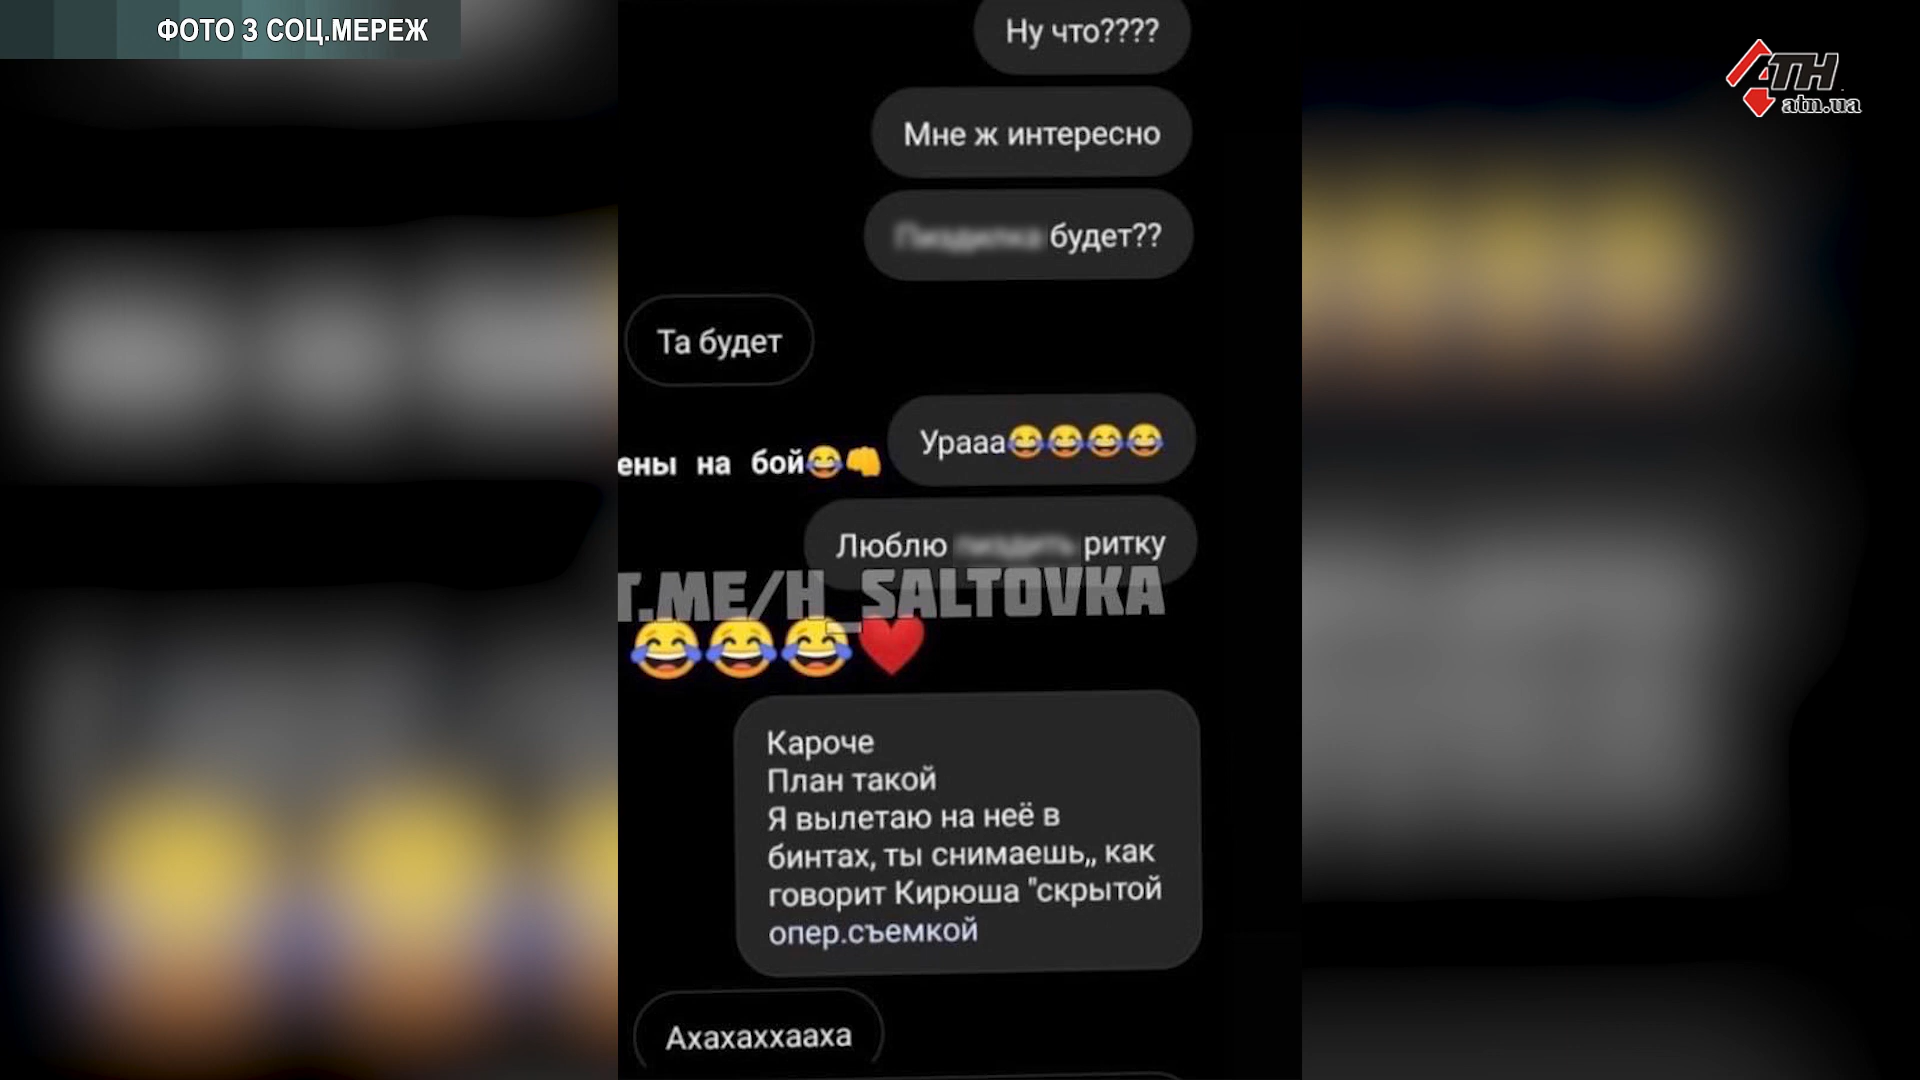 ФОТО З СОЦ.МЕРЕЖ
АТН
atn.ua
Ну что????
Мне ж интересно
будет??
Та будет
Урааа😂😂😂😂
ены на бой😂👊
Люблю ритку
T.ME/H_SALTOVKA
😂😂😂❤️
Кароче
План такой
Я вылетаю на неё в
бинтах, ты снимаешь,, как
говорит Кирюша "скрытой
опер.съемкой
Ахахаххааха